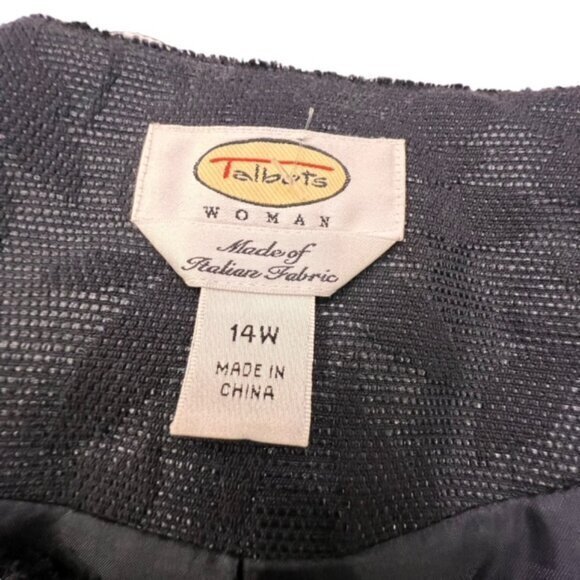 Talbots
WOMAN
Made of
Italian Fabric
14W
MADE IN
CHINA